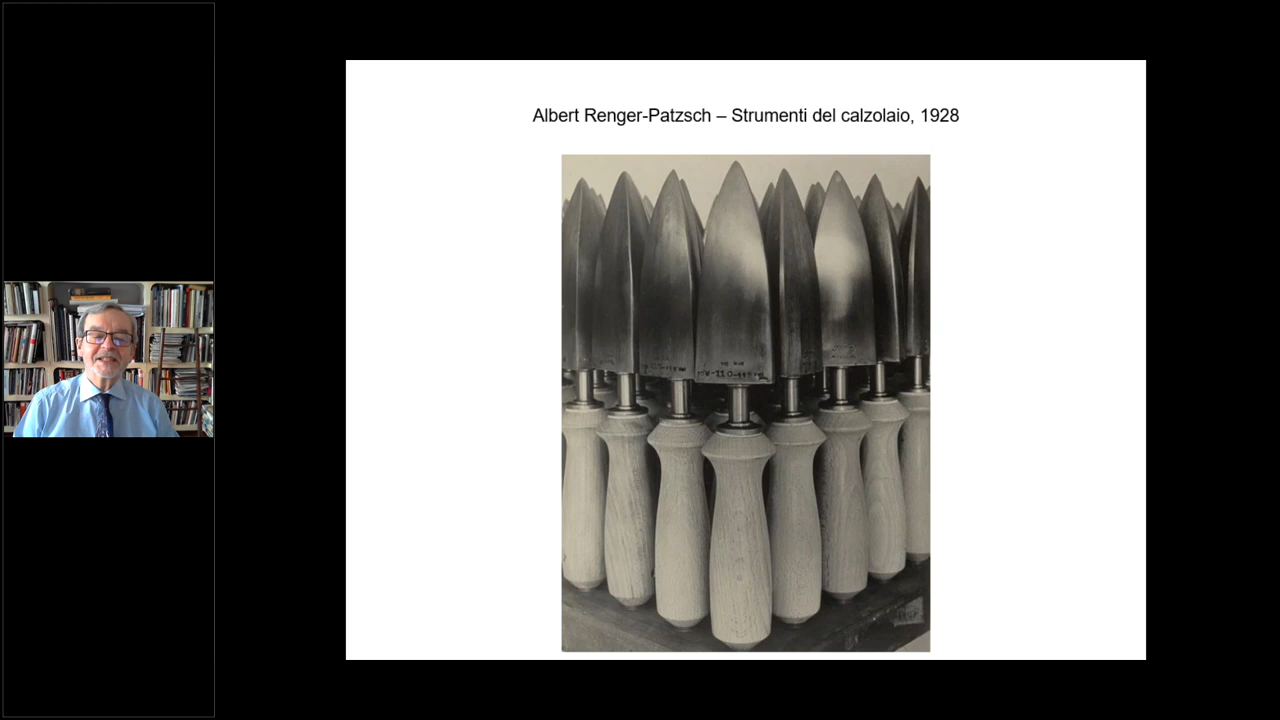 Albert Renger-Patzsch – Strumenti del calzolaio, 1928